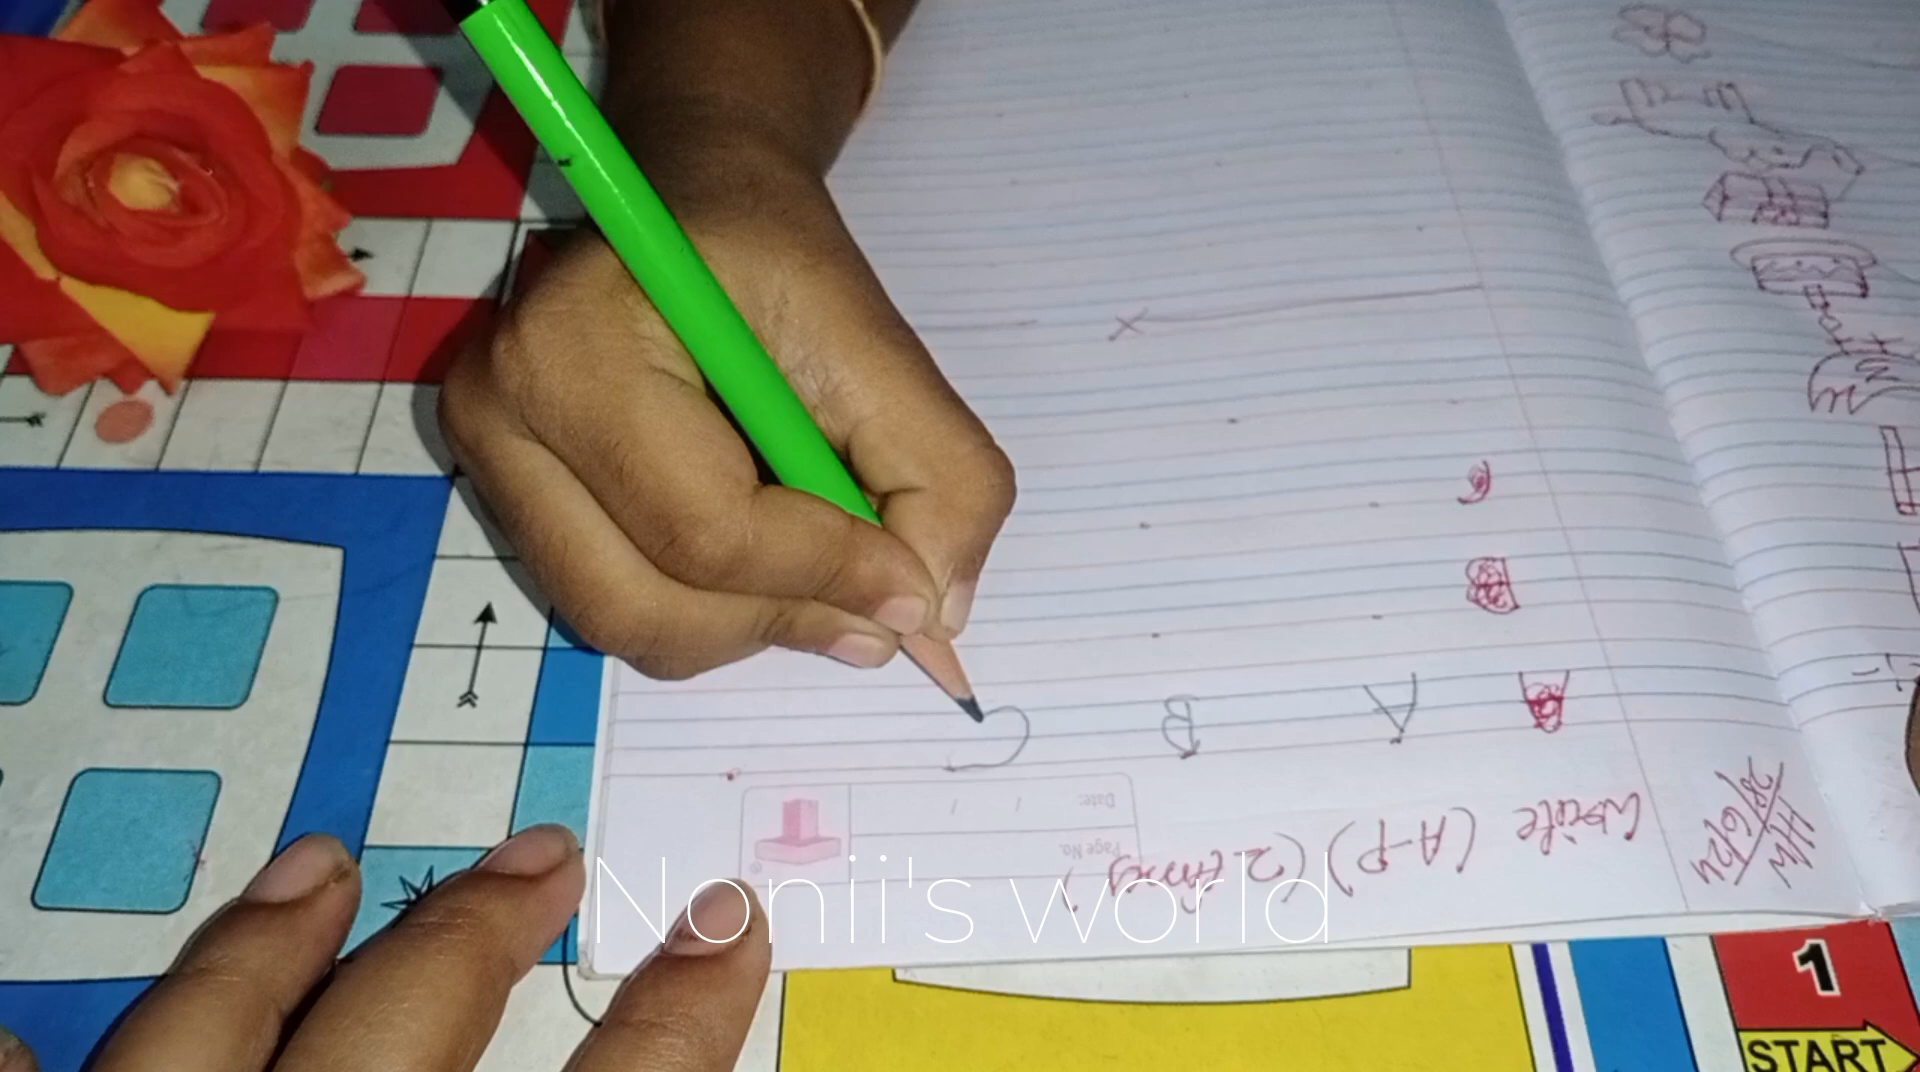 HW
28/6/24
Write (A-P) (2 times)
Page No.
Date: / /
A A B C
B
C
x
Nonii's world
1
START